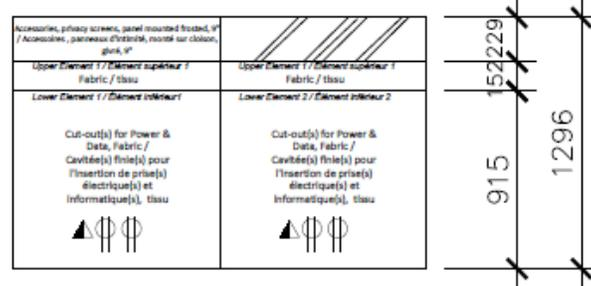 Accessories, privacy screens, panel mounted frosted, 9"
/ Accessoires , panneaux d'intimité, monté sur cloison,
givré, 9"
Upper Element 1 / Élément supérieur 1
Fabric / tissu
Upper Element 1 / Élément supérieur 1
Fabric / tissu
Lower Element 1 / Élément inférieur1
Cut-out(s) for Power &
Data, Fabric /
Cavitée(s) finie(s) pour
l'insertion de prise(s)
électrique(s) et
informatique(s), tissu
Lower Element 2 / Élément inférieur 2
Cut-out(s) for Power &
Data, Fabric /
Cavitée(s) finie(s) pour
l'insertion de prise(s)
électrique(s) et
informatique(s), tissu
229
152
915
1296